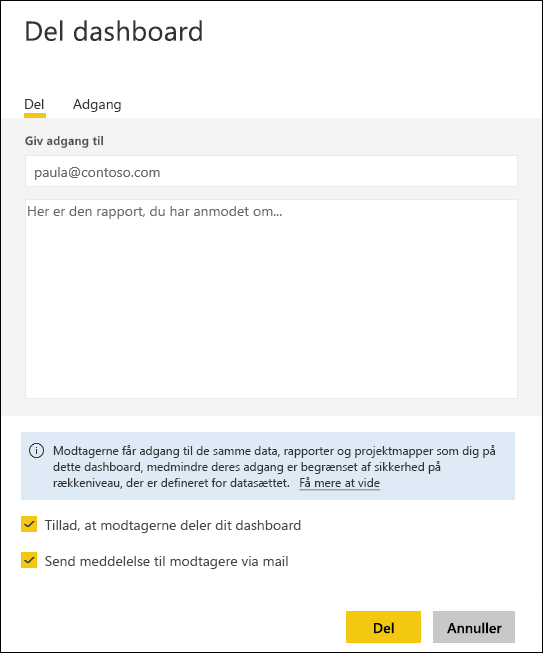 Del dashboard
Del Adgang
Giv adgang til
paula@contoso.com
Her er den rapport, du har anmodet om...
Modtagerne får adgang til de samme data, rapporter og projektmapper som dig på
dette dashboard, medmindre deres adgang er begrænset af sikkerhed på
rækkeniveau, der er defineret for datasættet. Få mere at vide
Tillad, at modtagerne deler dit dashboard
Send meddelelse til modtagere via mail
Del Annuller